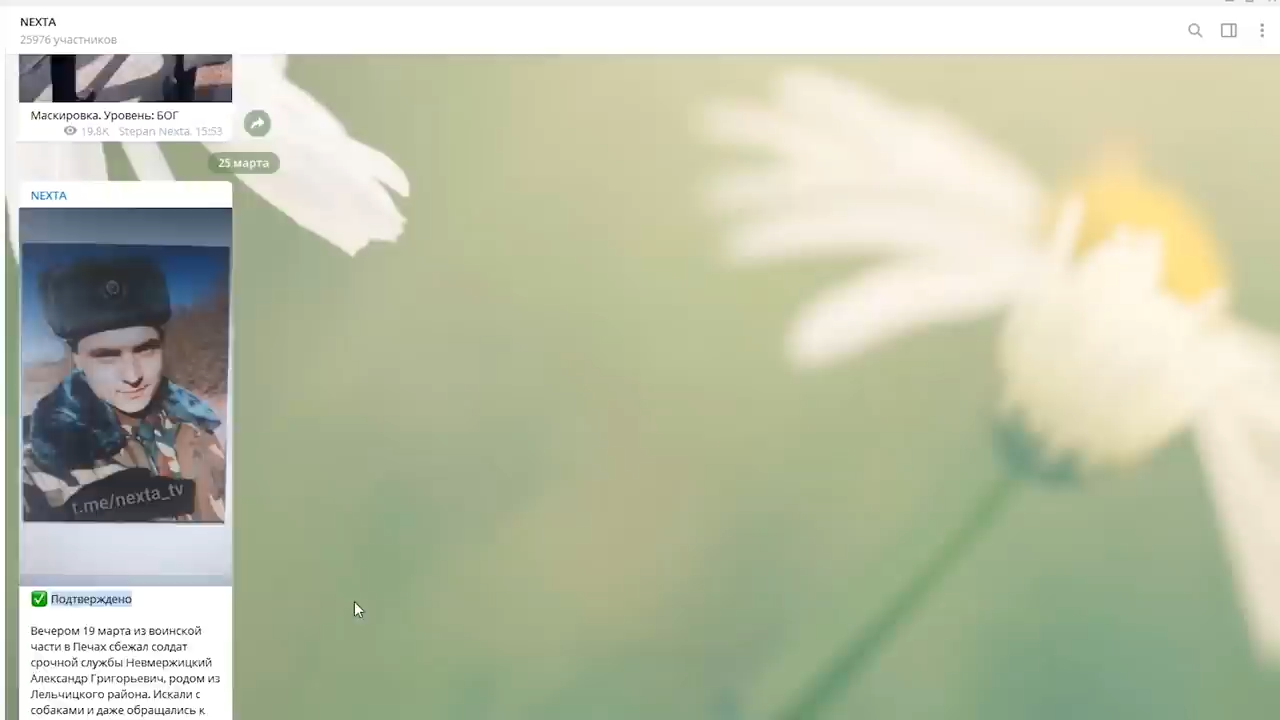 NEXTA
25976 участников
Маскировка. Уровень: БОГ
19.8K Stepan Nexta, 15:53
25 марта
NEXTA
t.me/nexta_tv
✅ Подтверждено
Вечером 19 марта из воинской
части в Печах сбежал солдат
срочной службы Невмержицкий
Александр Григорьевич, родом из
Лельчицкого района. Искали с
собаками и даже обращались к